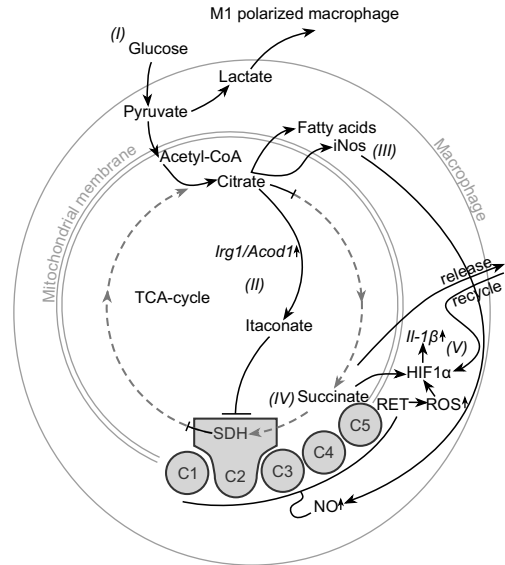 M1 polarized macrophage
(I)
Glucose
Lactate
Pyruvate
Fatty acids
iNos (III)
Acetyl-CoA
Citrate
Mitochondrial membrane
Macrophage
Irg1/Acod1
(II)
TCA-cycle
Itaconate
release
recycle
Il-1β
(V)
HIF1α
(IV) Succinate
RET
ROS
SDH
C1
C2
C3
C4
C5
NO